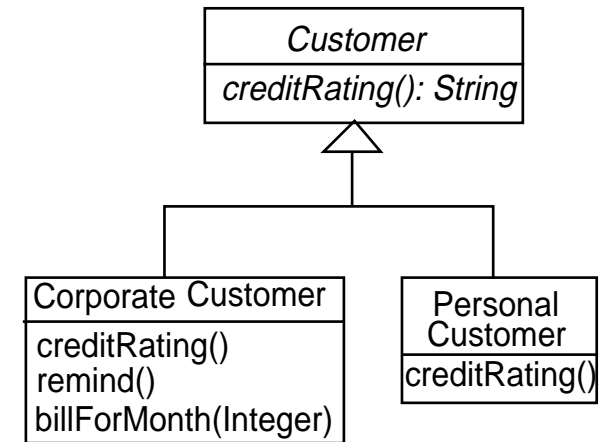 Customer
creditRating(): String
Corporate Customer
creditRating()
remind()
billForMonth(Integer)
Personal
Customer
creditRating()